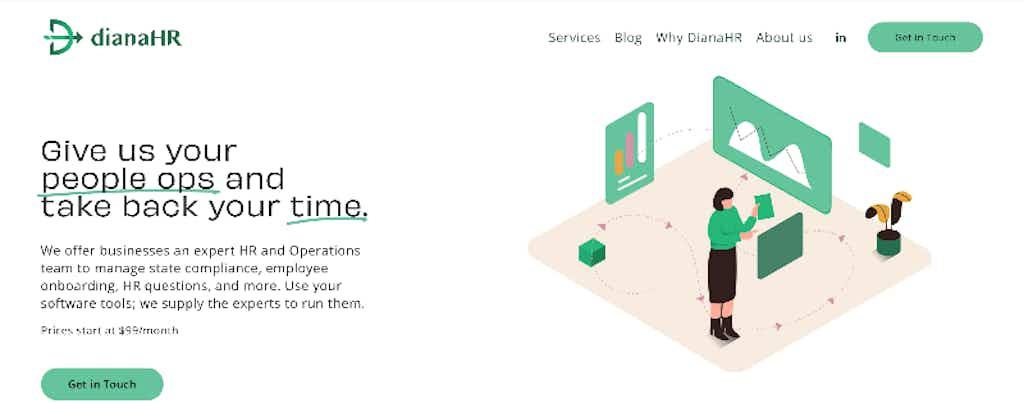 dianaHR
Services Blog Why DianaHR About us in Get in Touch
Give us your
people ops and
take back your time.
We offer businesses an expert HR and Operations
team to manage state compliance, employee
onboarding, HR questions, and more. Use your
software tools; we supply the experts to run them.
Prices start at $99/month
Get in Touch